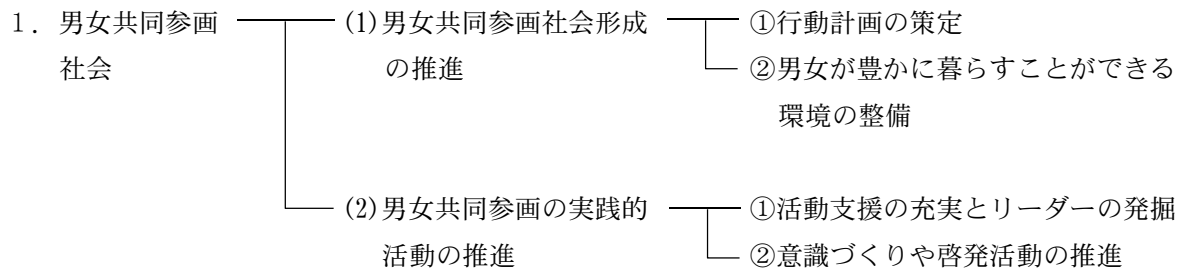 1．男女共同参画
社会
(1)男女共同参画社会形成
の推進
①行動計画の策定
②男女が豊かに暮らすことができる
環境の整備
(2)男女共同参画の実践的
活動の推進
①活動支援の充実とリーダーの発掘
②意識づくりや啓発活動の推進